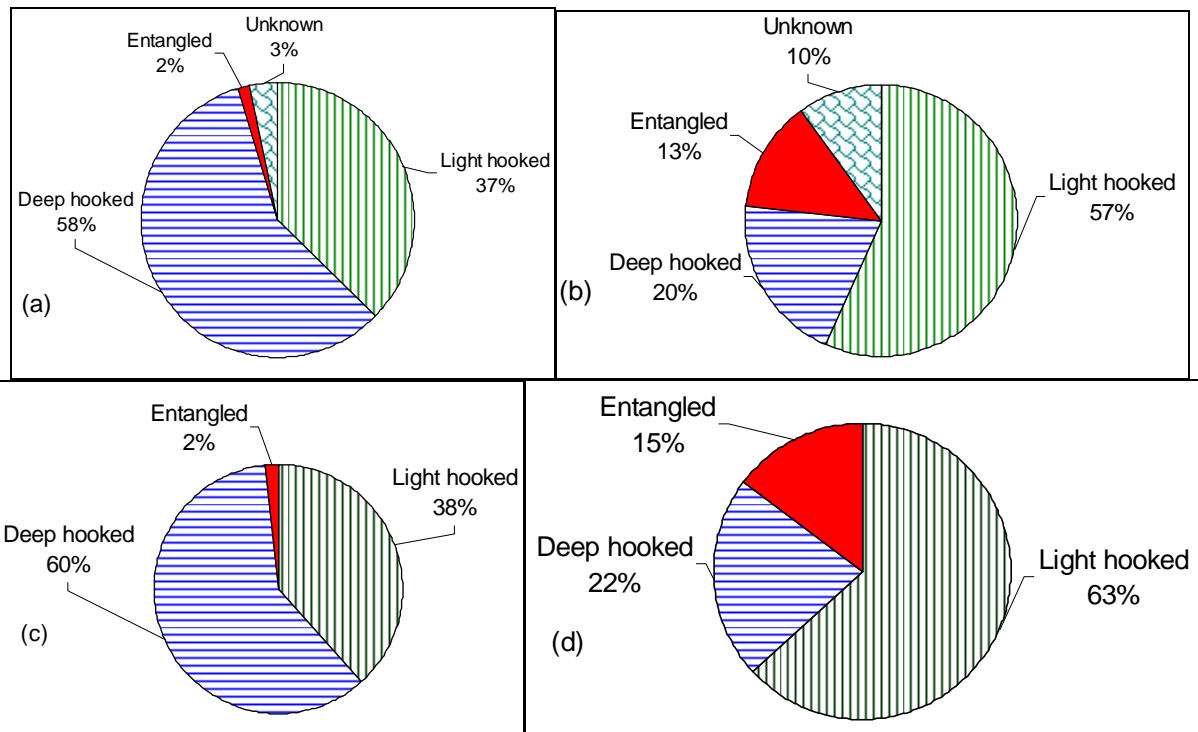 Unknown
3%
Entangled
2%
Light hooked
37%
Deep hooked
58%
(a)
Unknown
10%
Entangled
13%
Light hooked
57%
Deep hooked
20%
(b)
Entangled
2%
Light hooked
38%
Deep hooked
60%
(c)
Entangled
15%
Deep hooked
22%
Light hooked
63%
(d)